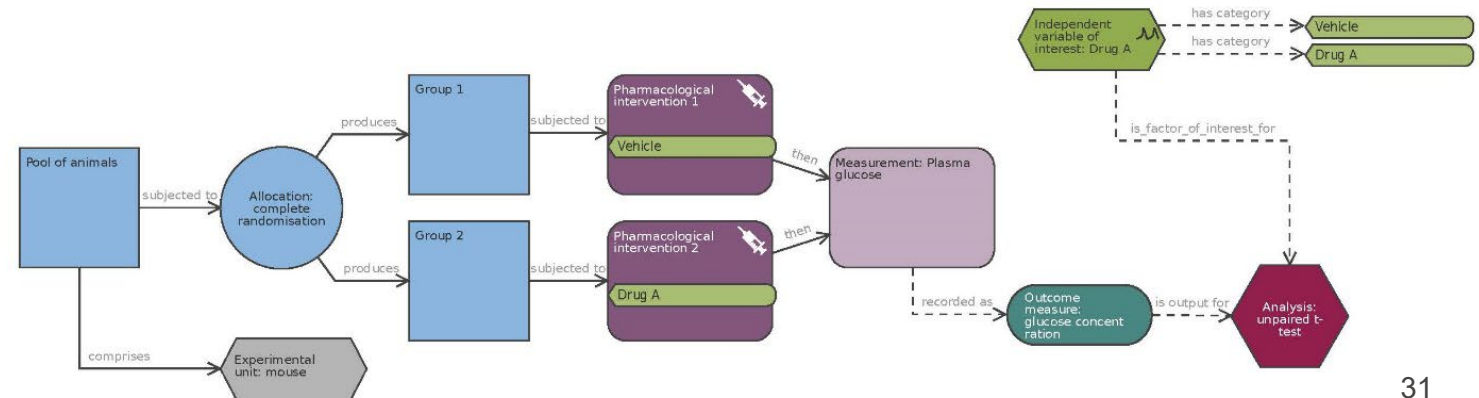 Pool of animals
subjected to
Allocation:
complete
randomisation
produces
Group 1
subjected to
Pharmacological
intervention 1
Vehicle
then
produces
Group 2
subjected to
Pharmacological
intervention 2
Drug A
then
Measurement: Plasma
glucose
comprises
Experimental
unit: mouse
recorded as
Outcome
measure:
glucose concent
ration
is output for
Analysis:
unpaired t-
test
Independent
variable of
interest: Drug A
has category
Vehicle
has category
Drug A
is_factor_of_interest_for
31